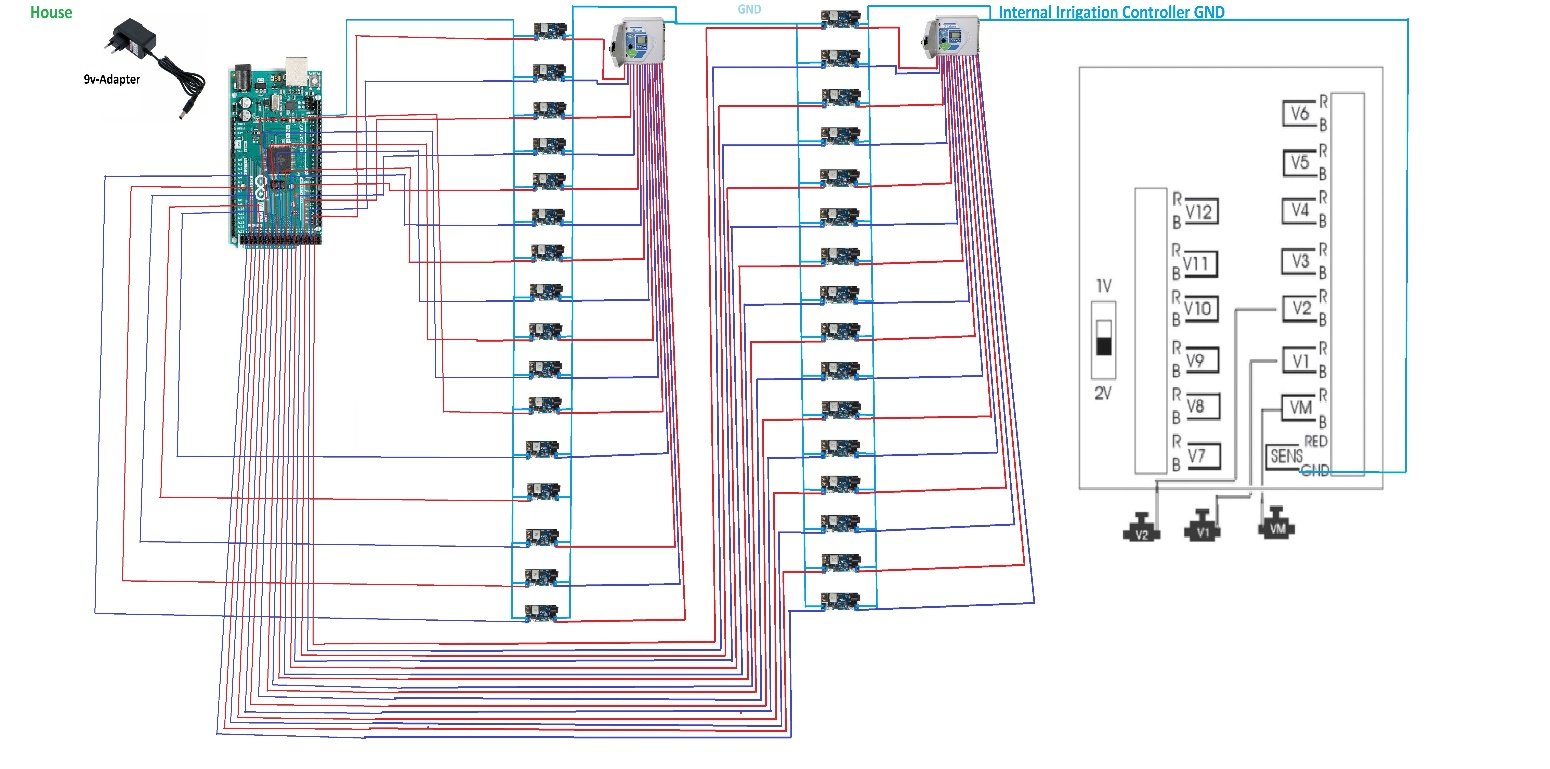 House
9v-Adapter
GND
Internal Irrigation Controller GND
V6 R
B
V5 R
B
V4 R
B
V3 R
B
V2 R
B
V1 R
B
VM R
B
SENS RED
GND
R V12
B
R V11
B
R V10
B
R V9
B
R V8
B
R V7
B
1V
2V
V2
V1
VM